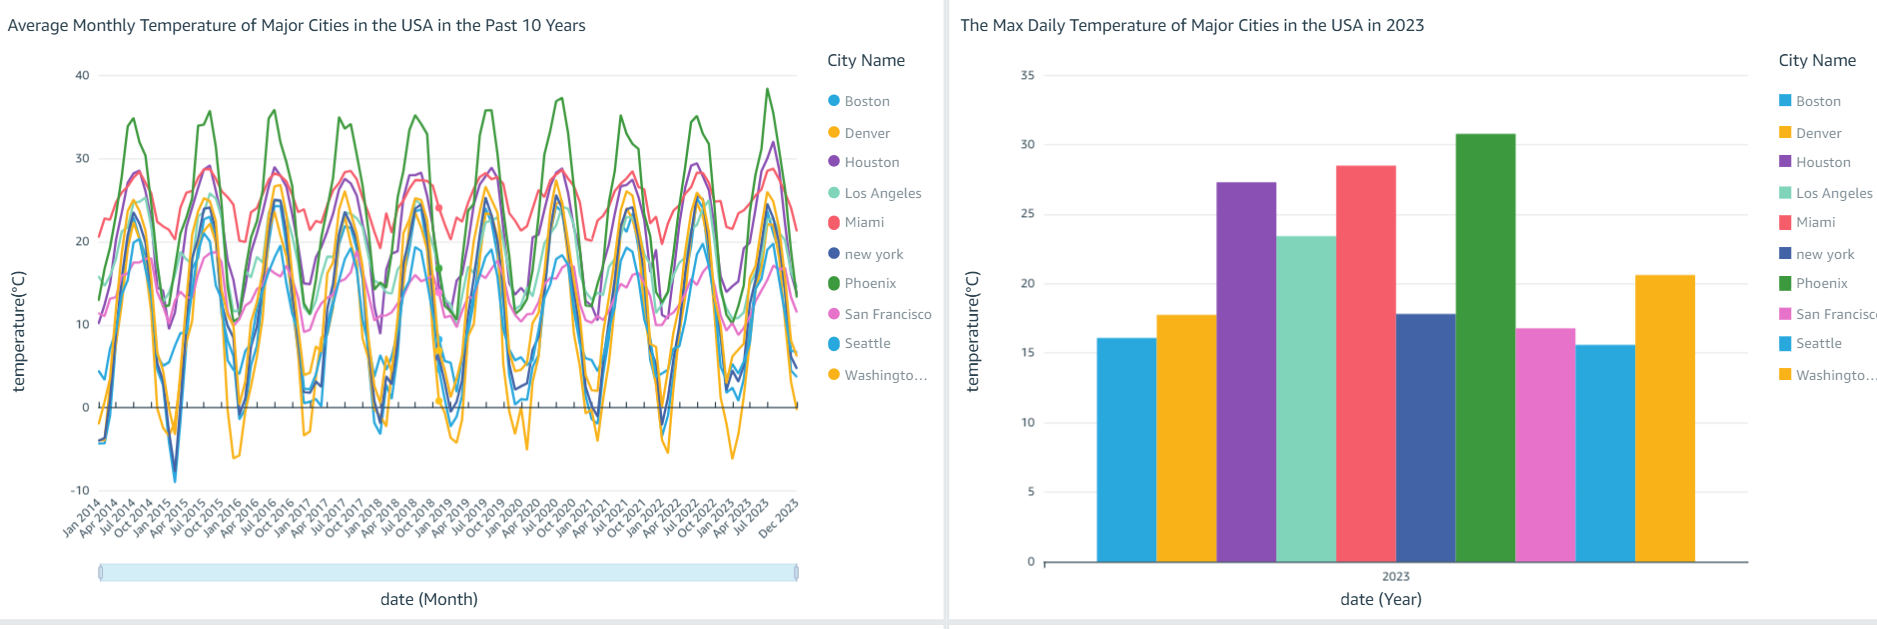 Average Monthly Temperature of Major Cities in the USA in the Past 10 Years
City Name
40
30
20
10
0
-10
temperature(°C)
Boston
Denver
Houston
Los Angeles
Miami
new york
Phoenix
San Francisco
Seattle
Washingto...
Jan 2014
Apr 2014
Jul 2014
Oct 2014
Jan 2015
Apr 2015
Jul 2015
Oct 2015
Jan 2016
Apr 2016
Jul 2016
Oct 2016
Jan 2017
Apr 2017
Jul 2017
Oct 2017
Jan 2018
Apr 2018
Jul 2018
Oct 2018
Jan 2019
Apr 2019
Jul 2019
Oct 2019
Jan 2020
Apr 2020
Jul 2020
Oct 2020
Jan 2021
Apr 2021
Jul 2021
Oct 2021
Jan 2022
Apr 2022
Jul 2022
Oct 2022
Jan 2023
Apr 2023
Jul 2023
Dec 2023
date (Month)
The Max Daily Temperature of Major Cities in the USA in 2023
City Name
35
30
25
20
15
10
5
0
temperature(°C)
Boston
Denver
Houston
Los Angeles
Miami
new york
Phoenix
San Francisc
Seattle
Washingto...
2023
date (Year)